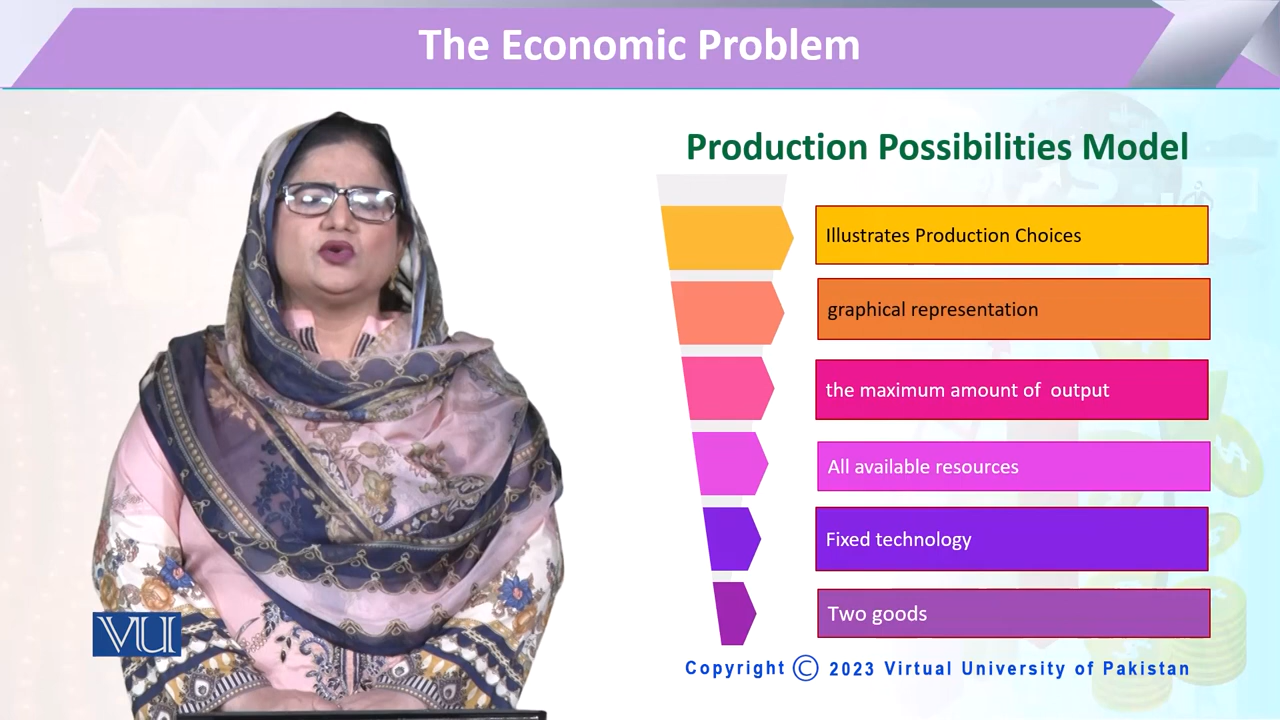 The Economic Problem
Production Possibilities Model
Illustrates Production Choices
graphical representation
the maximum amount of output
All available resources
Fixed technology
Two goods
VU
Copyright © 2023 Virtual University of Pakistan